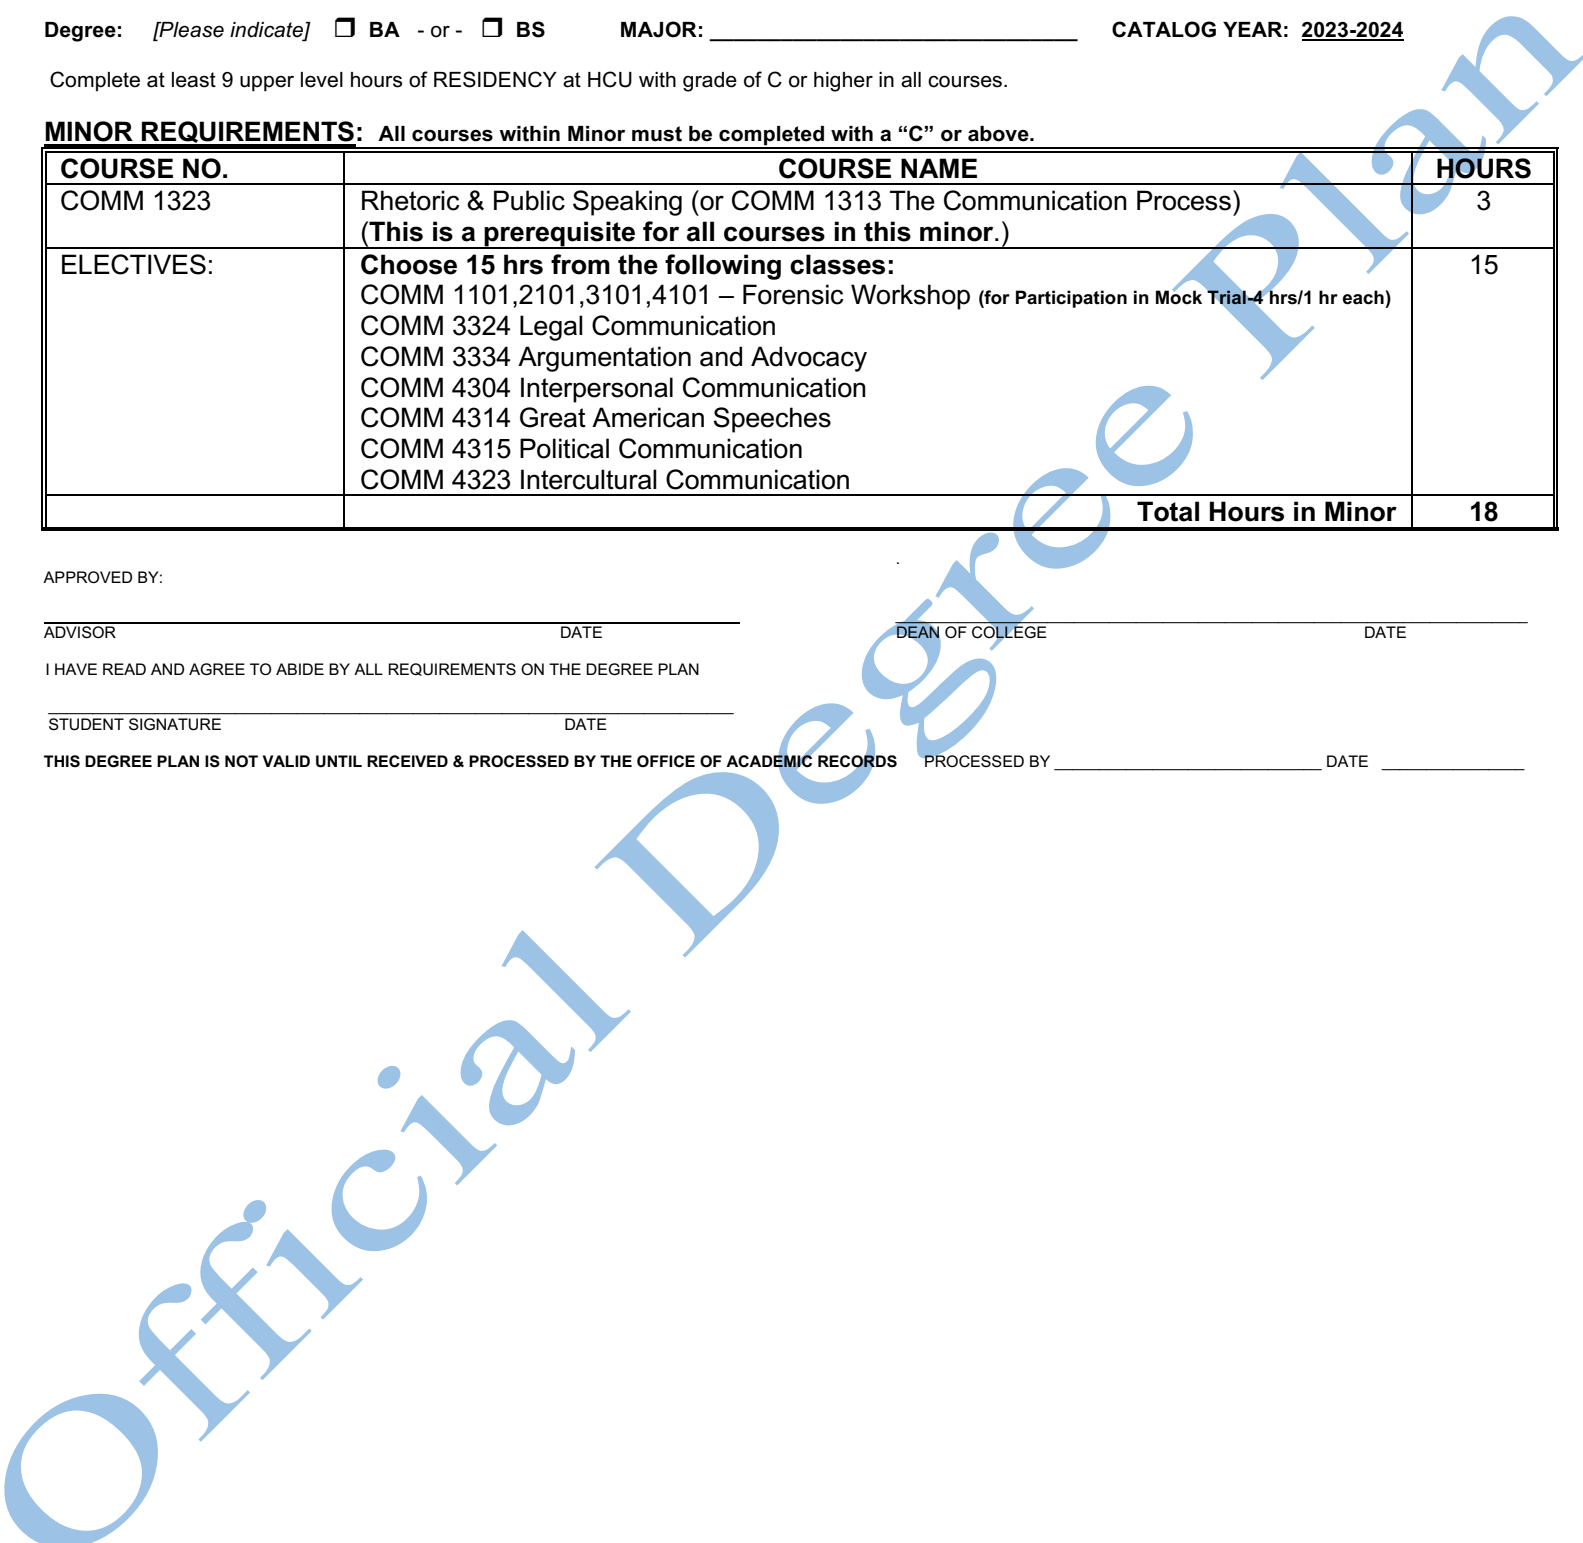 Degree: [Please indicate] ❒ BA - or - ❒ BS MAJOR: _______________________________ CATALOG YEAR: 2023-2024
Complete at least 9 upper level hours of RESIDENCY at HCU with grade of C or higher in all courses.
MINOR REQUIREMENTS: All courses within Minor must be completed with a “C” or above.
COURSE NO. COURSE NAME HOURS
COMM 1323 Rhetoric & Public Speaking (or COMM 1313 The Communication Process) 3
(This is a prerequisite for all courses in this minor.)
ELECTIVES: Choose 15 hrs from the following classes: 15
COMM 1101,2101,3101,4101 – Forensic Workshop (for Participation in Mock Trial-4 hrs/1 hr each)
COMM 3324 Legal Communication
COMM 3334 Argumentation and Advocacy
COMM 4304 Interpersonal Communication
COMM 4314 Great American Speeches
COMM 4315 Political Communication
COMM 4323 Intercultural Communication
Total Hours in Minor 18
.
APPROVED BY:
ADVISOR DATE DEAN OF COLLEGE DATE
I HAVE READ AND AGREE TO ABIDE BY ALL REQUIREMENTS ON THE DEGREE PLAN
STUDENT SIGNATURE DATE
THIS DEGREE PLAN IS NOT VALID UNTIL RECEIVED & PROCESSED BY THE OFFICE OF ACADEMIC RECORDS PROCESSED BY ______________________________ DATE ________________
Official Degree Plan